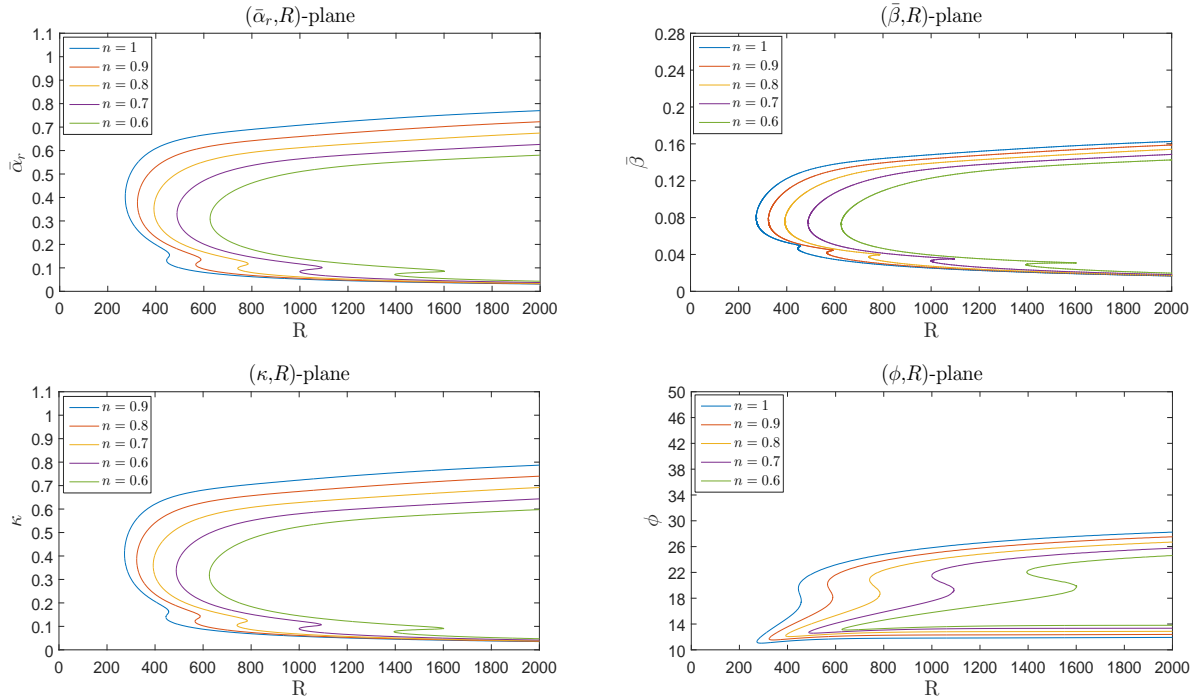 (ᾱ_r,R)-plane
1.1
1
0.9
0.8
0.7
0.6
0.5
0.4
0.3
0.2
0.1
0
ᾱ_r
n = 1
n = 0.9
n = 0.8
n = 0.7
n = 0.6
0 200 400 600 800 1000 1200 1400 1600 1800 2000
R
(β̄,R)-plane
0.28
0.24
0.2
0.16
0.12
0.08
0.04
0
β̄
n = 1
n = 0.9
n = 0.8
n = 0.7
n = 0.6
0 200 400 600 800 1000 1200 1400 1600 1800 2000
R
(κ,R)-plane
1.1
1
0.9
0.8
0.7
0.6
0.5
0.4
0.3
0.2
0.1
0
κ
n = 0.9
n = 0.8
n = 0.7
n = 0.6
n = 0.6
0 200 400 600 800 1000 1200 1400 1600 1800 2000
R
(ϕ,R)-plane
50
46
42
38
34
30
26
22
18
14
10
ϕ
n = 1
n = 0.9
n = 0.8
n = 0.7
n = 0.6
0 200 400 600 800 1000 1200 1400 1600 1800 2000
R